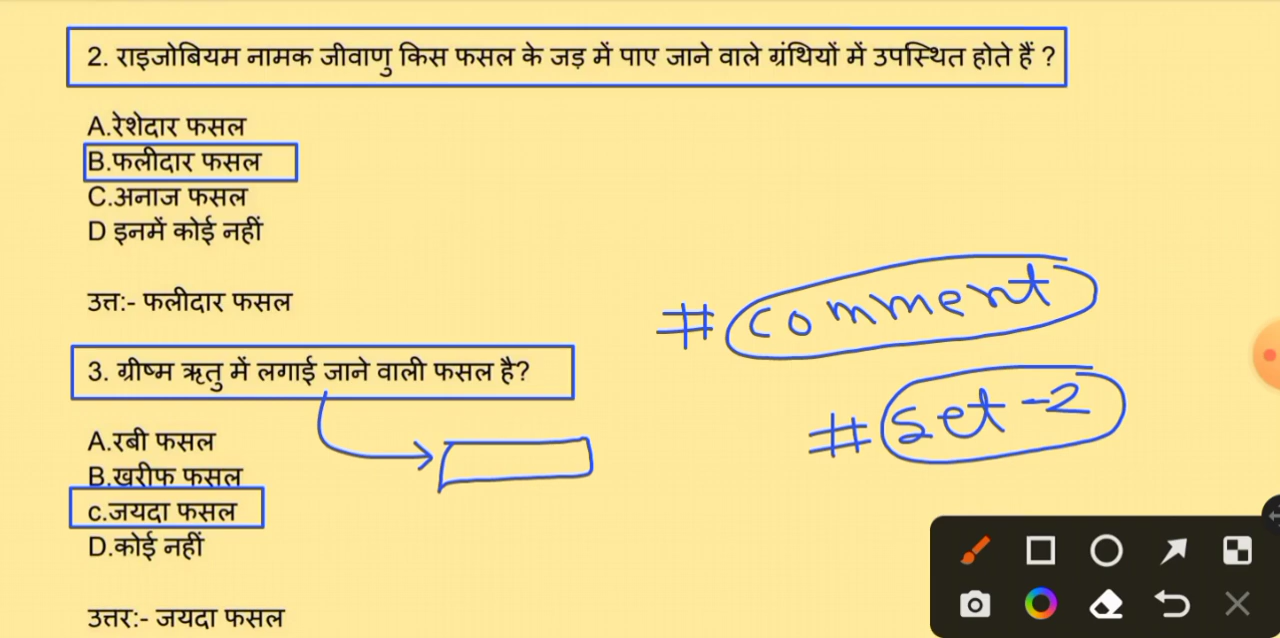 2. राइजोबियम नामक जीवाणु किस फसल के जड़ में पाए जाने वाले ग्रंथियों में उपस्थित होते हैं ?
A.रेशेदार फसल
B.फलीदार फसल
C.अनाज फसल
D इनमें कोई नहीं
उत्त:- फलीदार फसल
#comment
3. ग्रीष्म ऋतु में लगाई जाने वाली फसल है?
#set-2
A.रबी फसल
B.खरीफ फसल
c.जयदा फसल
D.कोई नहीं
उत्तर:- जयदा फसल